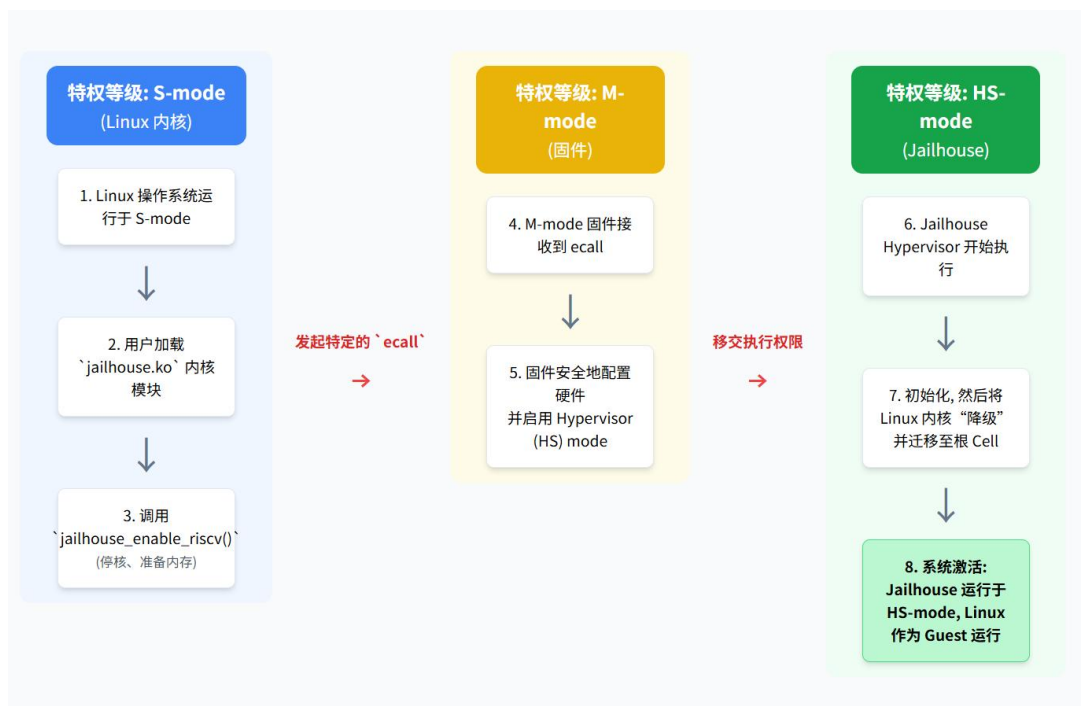 特权等级: S-mode
(Linux 内核)
1. Linux 操作系统运
行于 S-mode
2. 用户加载
`jailhouse.ko` 内核
模块
3. 调用
`jailhouse_enable_riscv()`
(停核、准备内存)
发起特定的 `ecall`
特权等级: M-
mode
(固件)
4. M-mode 固件接
收到 ecall
5. 固件安全地配置
硬件
并启用 Hypervisor
(HS) mode
移交执行权限
特权等级: HS-
mode
(Jailhouse)
6. Jailhouse
Hypervisor 开始执
行
7. 初始化, 然后将
Linux 内核“降级”
并迁移至根 Cell
8. 系统激活:
Jailhouse 运行于
HS-mode, Linux
作为 Guest 运行